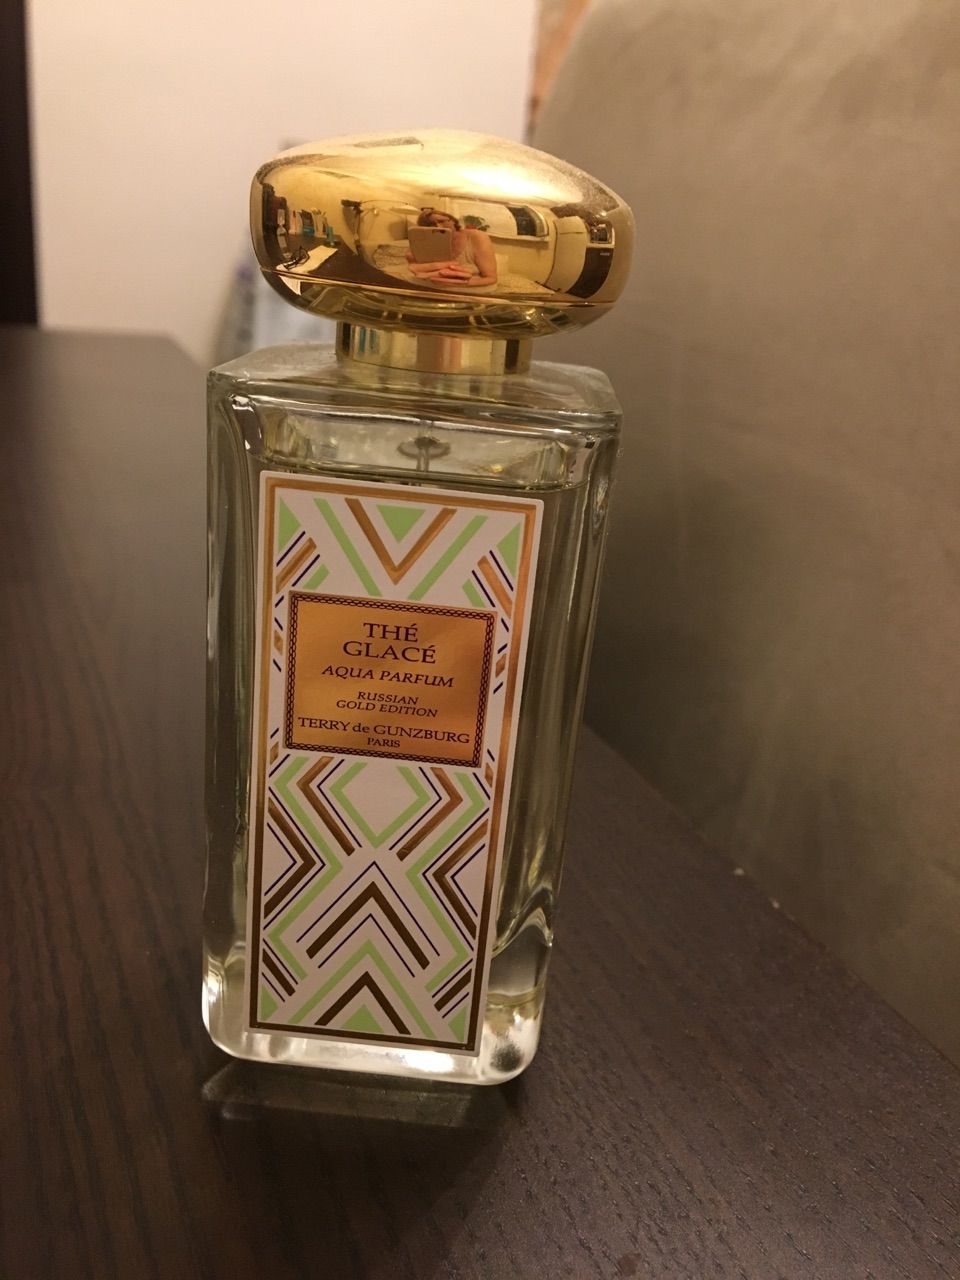 THÉ
GLACÉ
AQUA PARFUM
RUSSIAN
GOLD EDITION
TERRY de GUNZBURG
PARIS